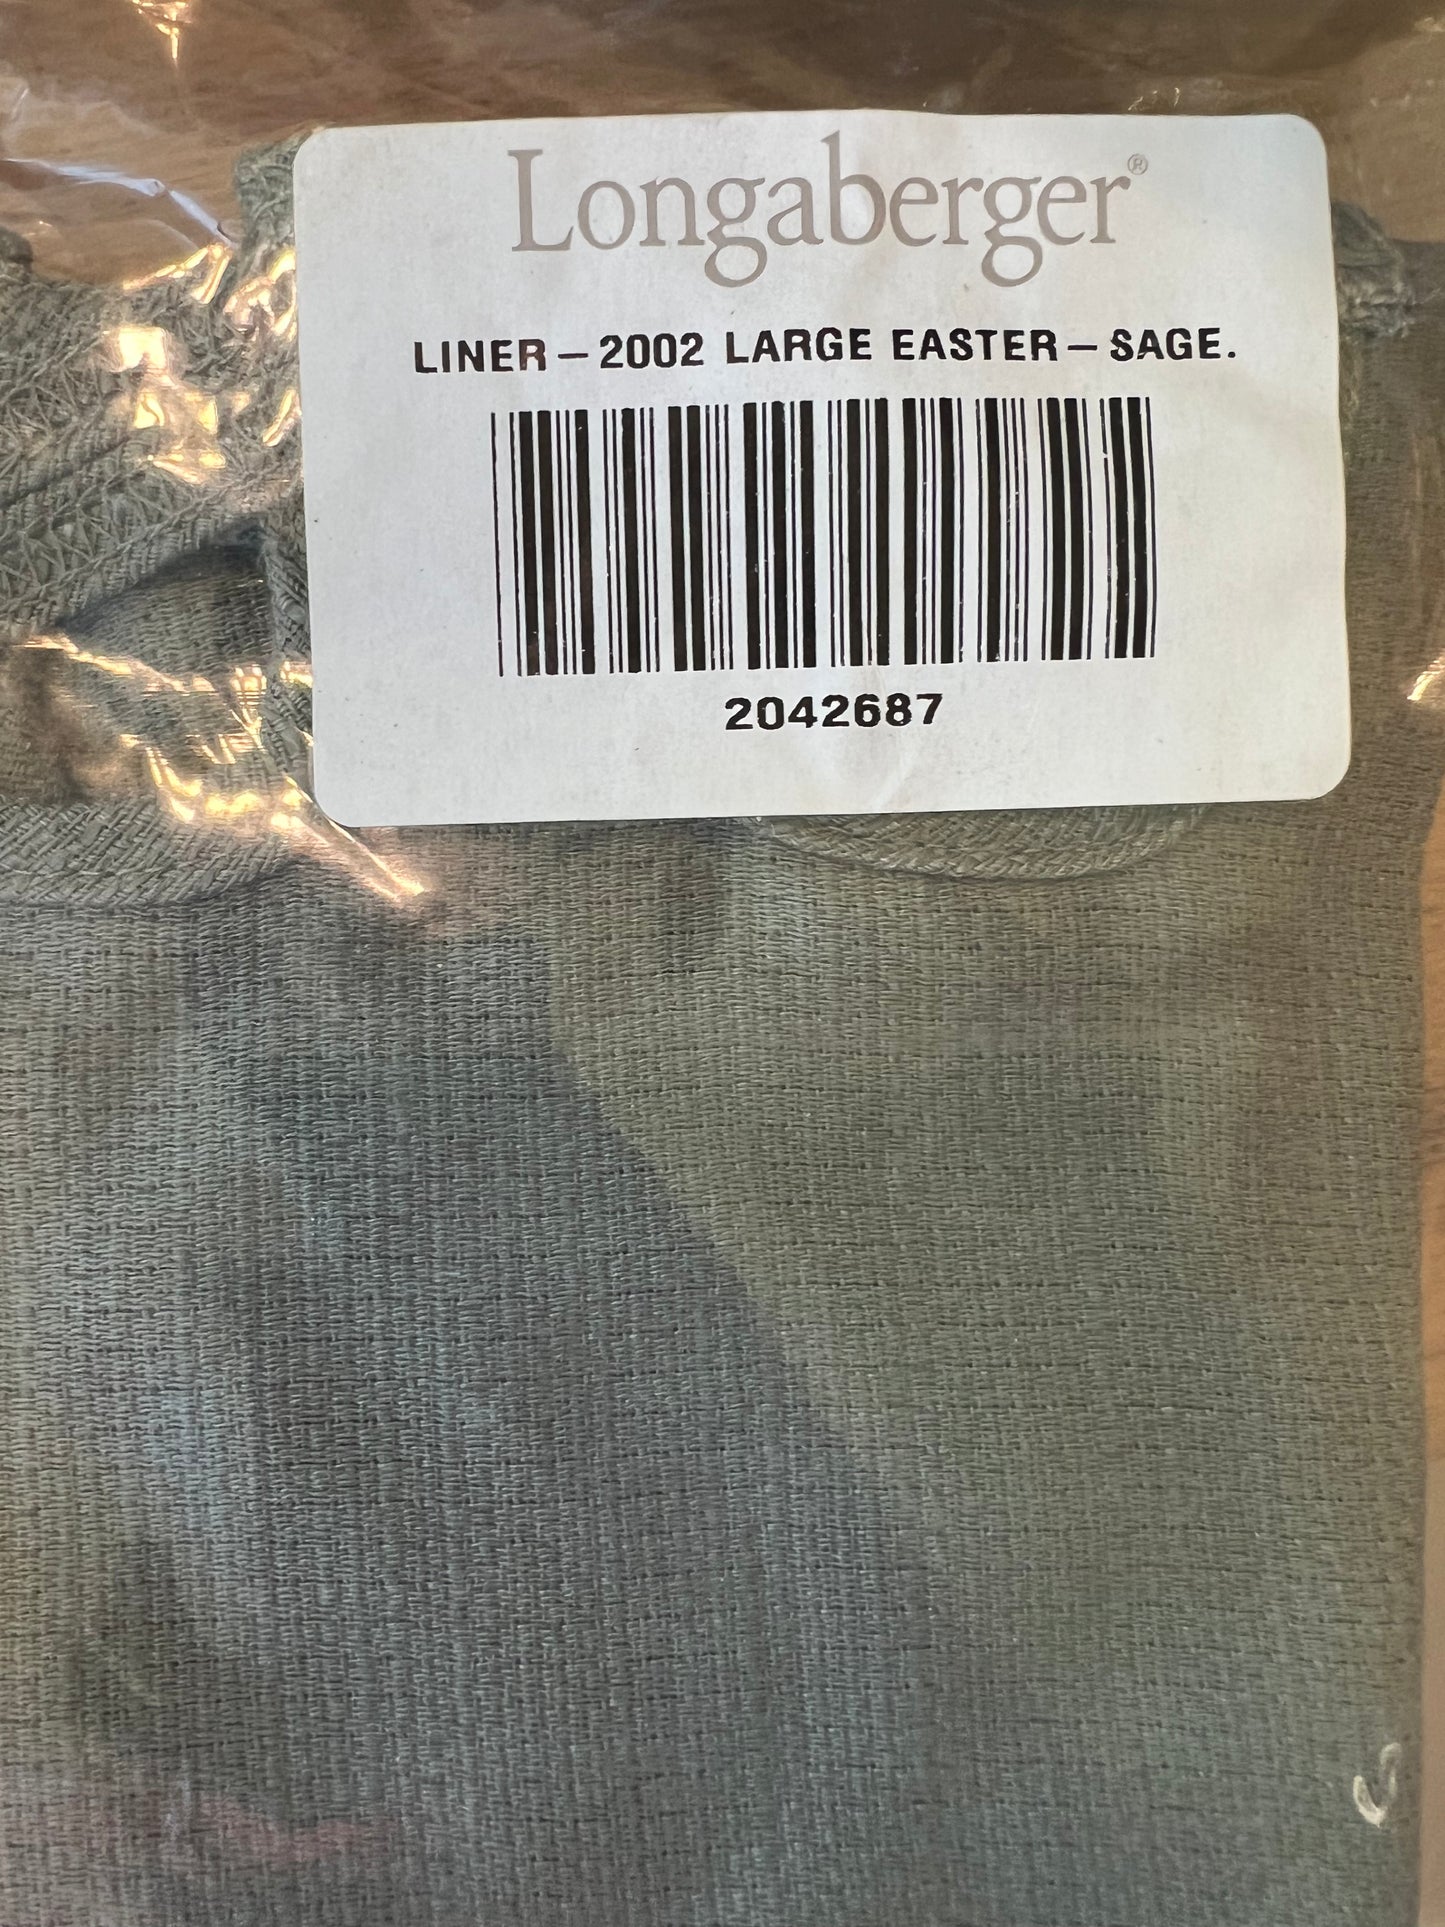 Longaberger®
LINER – 2002 LARGE EASTER – SAGE.
2042687